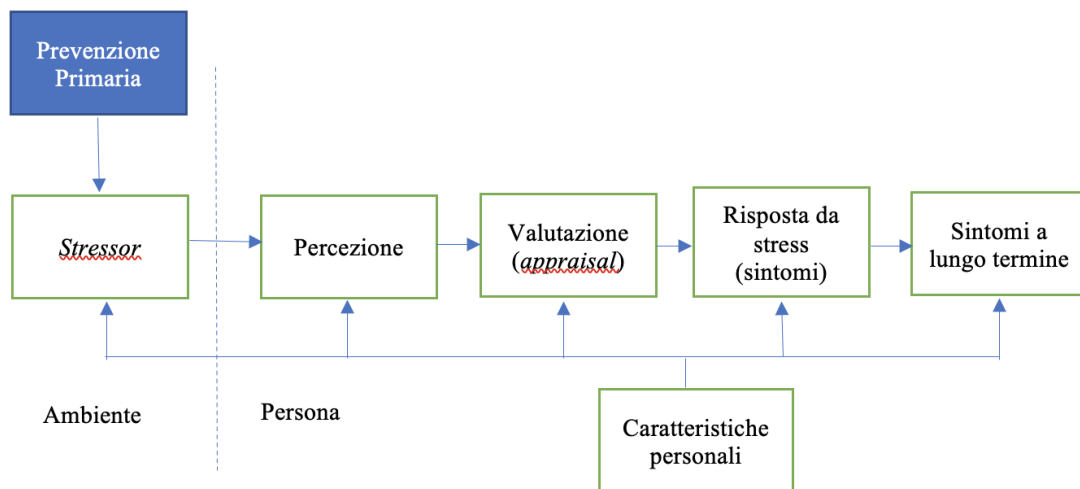 Prevenzione
Primaria
Stressor
Percezione
Valutazione
(appraisal)
Risposta da
stress
(sintomi)
Sintomi a
lungo termine
Ambiente
Persona
Caratteristiche
personali